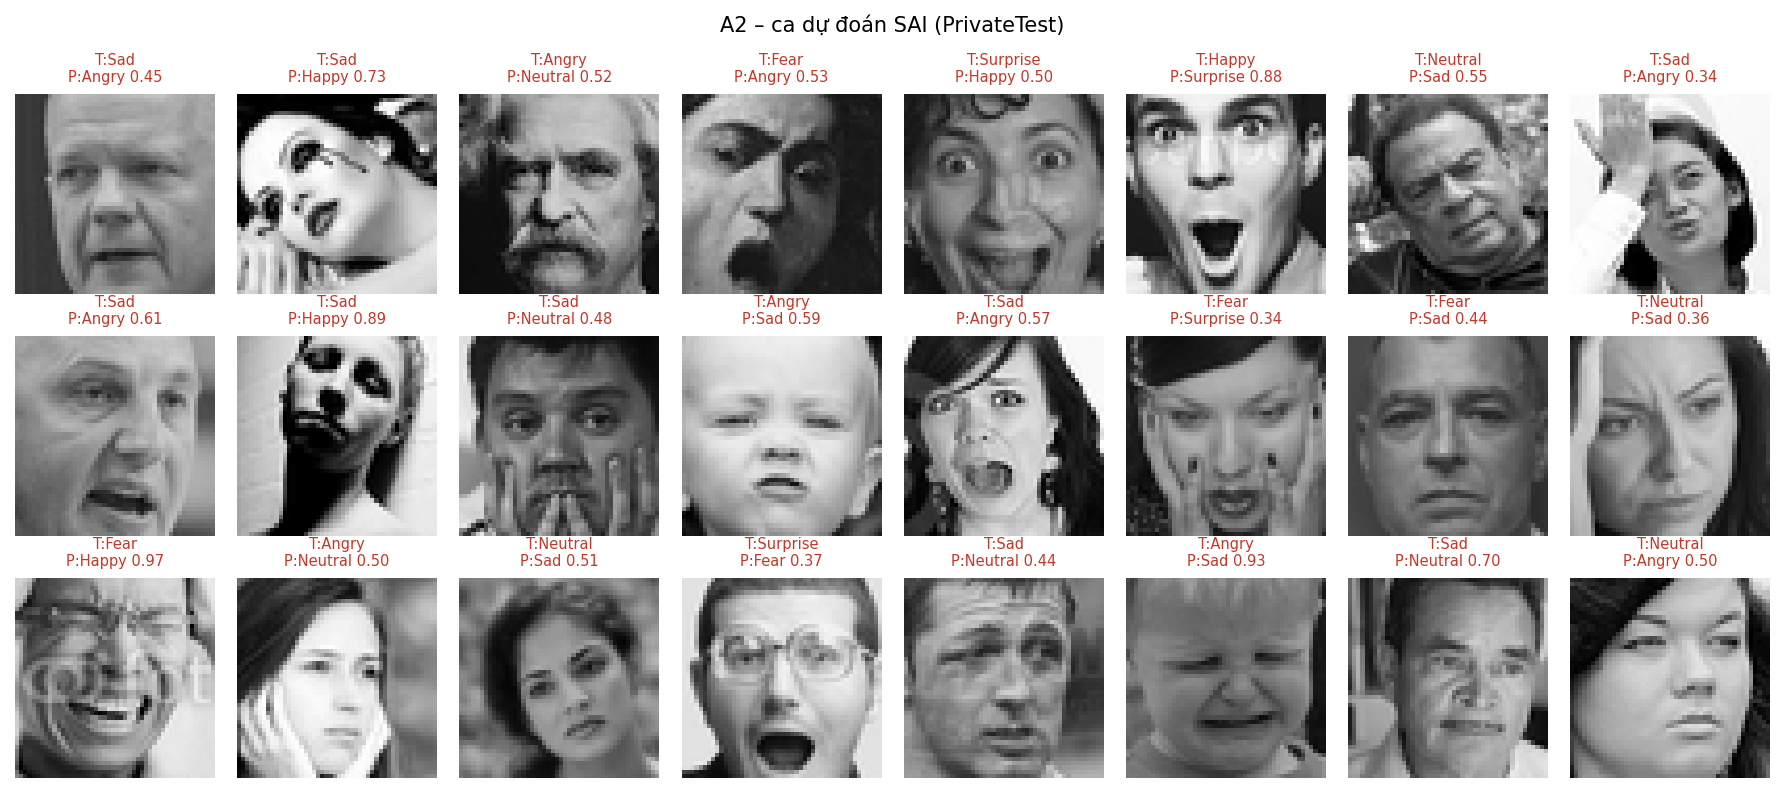 A2 – ca dự đoán SAI (PrivateTest)
T:Sad
P:Angry 0.45
T:Sad
P:Happy 0.73
T:Angry
P:Neutral 0.52
T:Fear
P:Angry 0.53
T:Surprise
P:Happy 0.50
T:Happy
P:Surprise 0.88
T:Neutral
P:Sad 0.55
T:Sad
P:Angry 0.34
T:Sad
P:Angry 0.61
T:Sad
P:Happy 0.89
T:Sad
P:Neutral 0.48
T:Angry
P:Sad 0.59
T:Sad
P:Angry 0.57
T:Fear
P:Surprise 0.34
T:Fear
P:Sad 0.44
T:Neutral
P:Sad 0.36
T:Fear
P:Happy 0.97
T:Angry
P:Neutral 0.50
T:Neutral
P:Sad 0.51
T:Surprise
P:Fear 0.37
T:Sad
P:Neutral 0.44
T:Angry
P:Sad 0.93
T:Sad
P:Neutral 0.70
T:Neutral
P:Angry 0.50